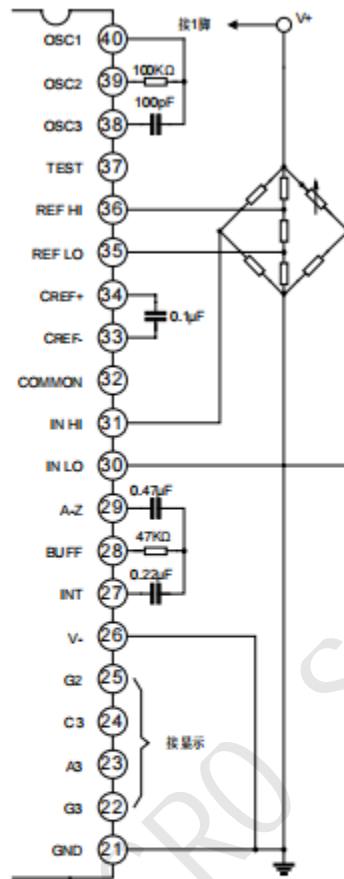 接1脚 V+
OSC1 40
OSC2 39 100KΩ
OSC3 38 100pF
TEST 37
REF HI 36
REF LO 35
CREF+ 34
0.1μF
CREF- 33
COMMON 32
IN HI 31
IN LO 30
0.47μF
A-Z 29
BUFF 28 47KΩ
0.22μF
INT 27
V- 26
G2 25
C3 24
接显示
A3 23
G3 22
GND 21
TRO S